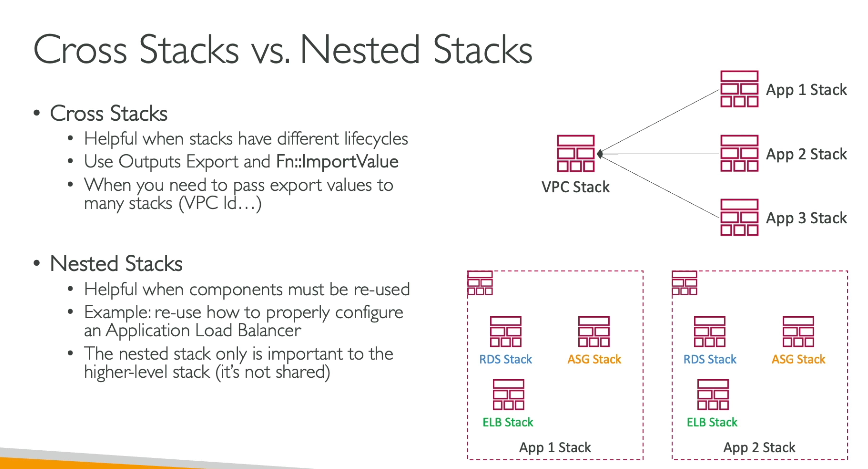 Cross Stacks vs. Nested Stacks
• Cross Stacks
• Helpful when stacks have different lifecycles
• Use Outputs Export and Fn::ImportValue
• When you need to pass export values to
many stacks (VPC Id…)
• Nested Stacks
• Helpful when components must be re-used
• Example: re-use how to properly configure
an Application Load Balancer
• The nested stack only is important to the
higher-level stack (it's not shared)
VPC Stack
App 1 Stack
App 2 Stack
App 3 Stack
RDS Stack
ASG Stack
ELB Stack
App 1 Stack
RDS Stack
ASG Stack
ELB Stack
App 2 Stack